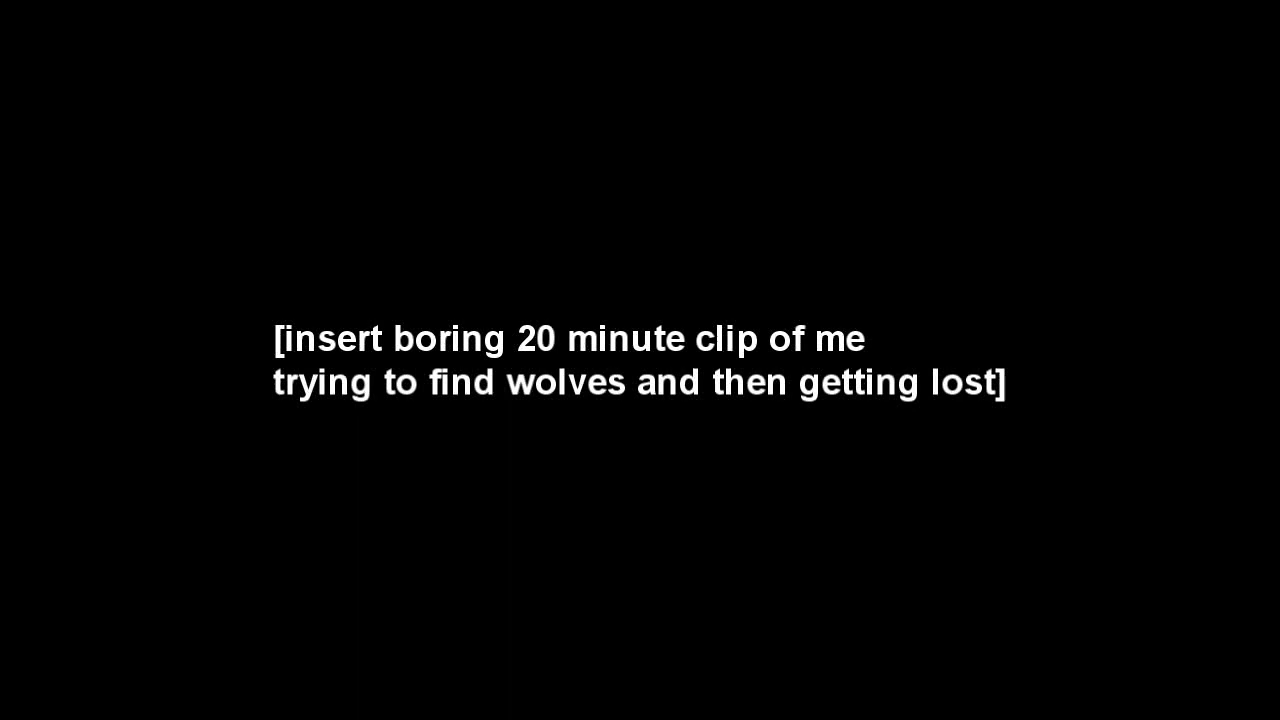 [insert boring 20 minute clip of me
trying to find wolves and then getting lost]